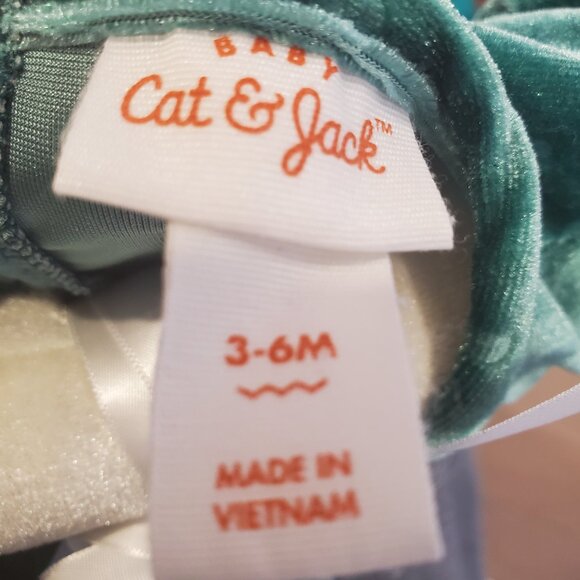 BABY
Cat & Jack™
3-6M
MADE IN
VIETNAM